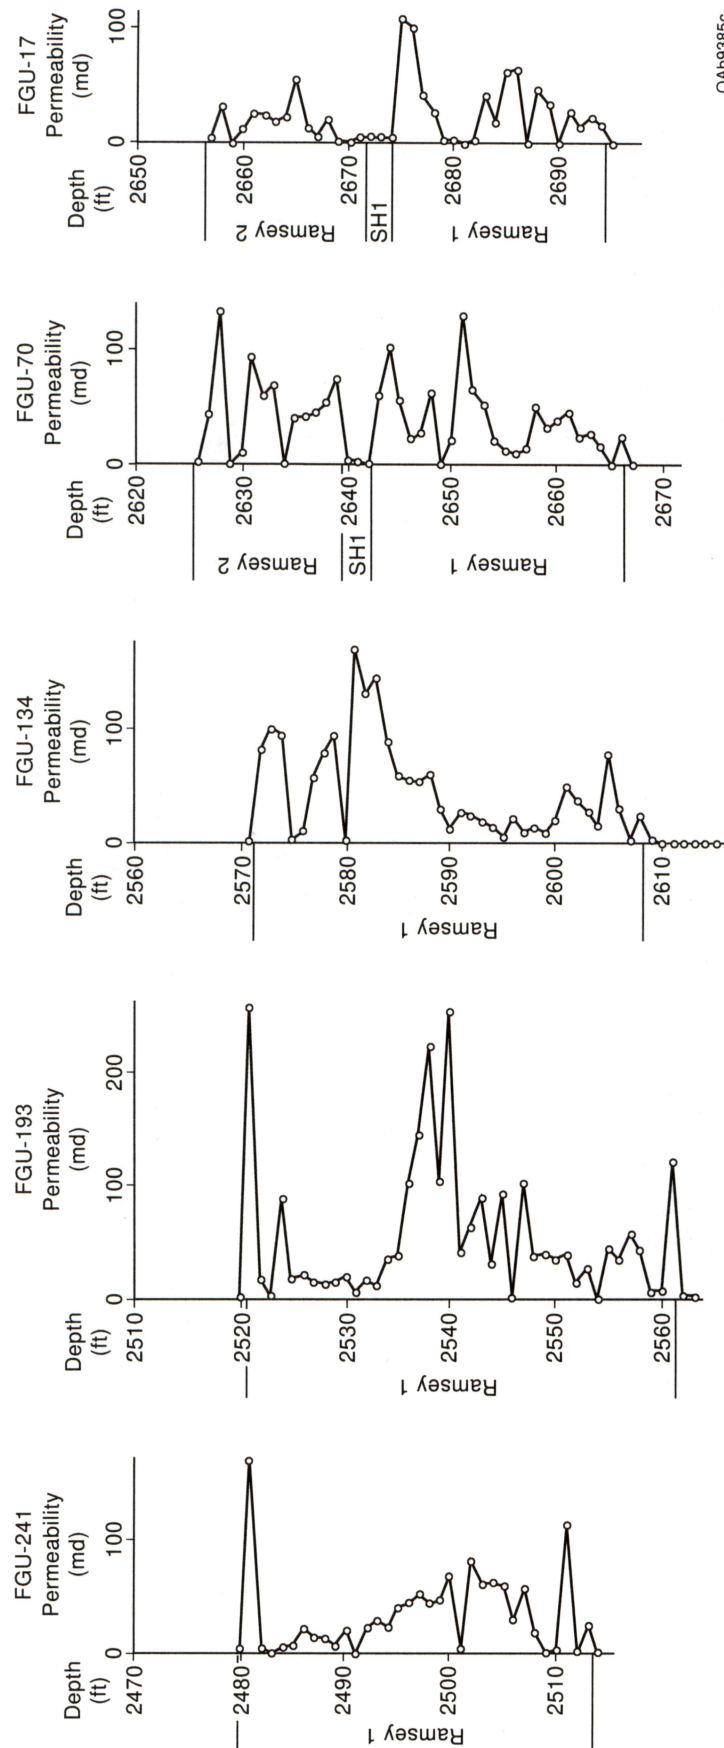 FGU-17
Permeability
(md)
0
100
Depth
(ft)
2650
2660
2670
2680
2690
Ramsey 2
SH1
Ramsey 1
FGU-70
Permeability
(md)
0
100
Depth
(ft)
2620
2630
2640
2650
2660
2670
Ramsey 2
SH1
Ramsey 1
FGU-134
Permeability
(md)
0
100
Depth
(ft)
2560
2570
2580
2590
2600
2610
Ramsey 1
FGU-193
Permeability
(md)
0
100
200
Depth
(ft)
2510
2520
2530
2540
2550
2560
Ramsey 1
FGU-241
Permeability
(md)
0
100
Depth
(ft)
2470
2480
2490
2500
2510
Ramsey 1
QAb9385c